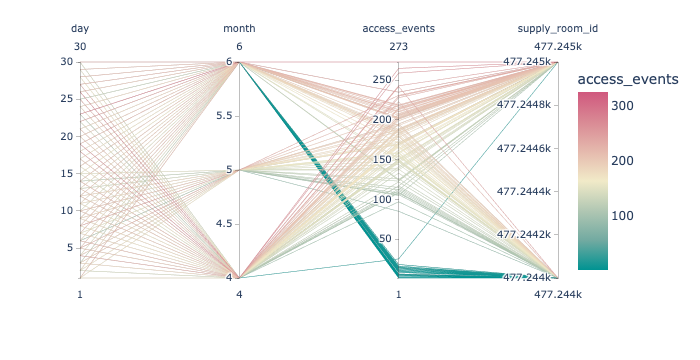 day month access_events supply_room_id
30 6 273 477.245k
access_events
30 6 477.245k
25 5.5 250 477.2448k 300
20 200 477.2446k 200
15 5 150 477.2444k
10 4.5 100 477.2442k 100
5 50
4 477.244k
1 4 1 477.244k